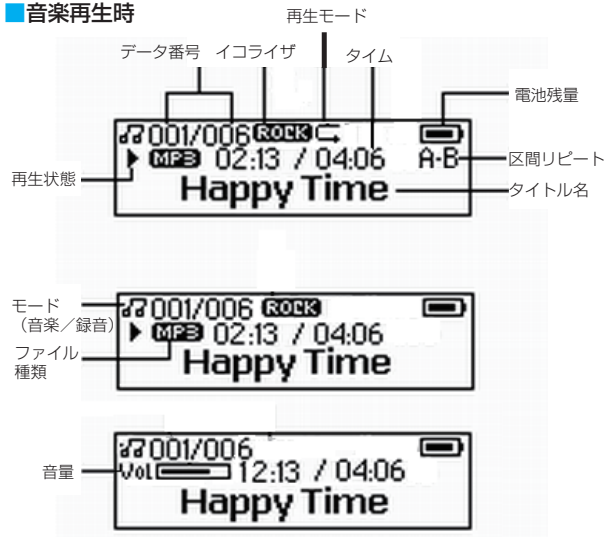 ■音楽再生時
再生モード
データ番号 イコライザ タイム
電池残量
001/006 ROCK
MP3 02:13 / 04:06 A-B
区間リピート
再生状態
Happy Time
タイトル名
モード
（音楽／録音）
001/006 ROCK
MP3 02:13 / 04:06
ファイル
種類
Happy Time
001/006
音量
Vol 12:13 / 04:06
Happy Time